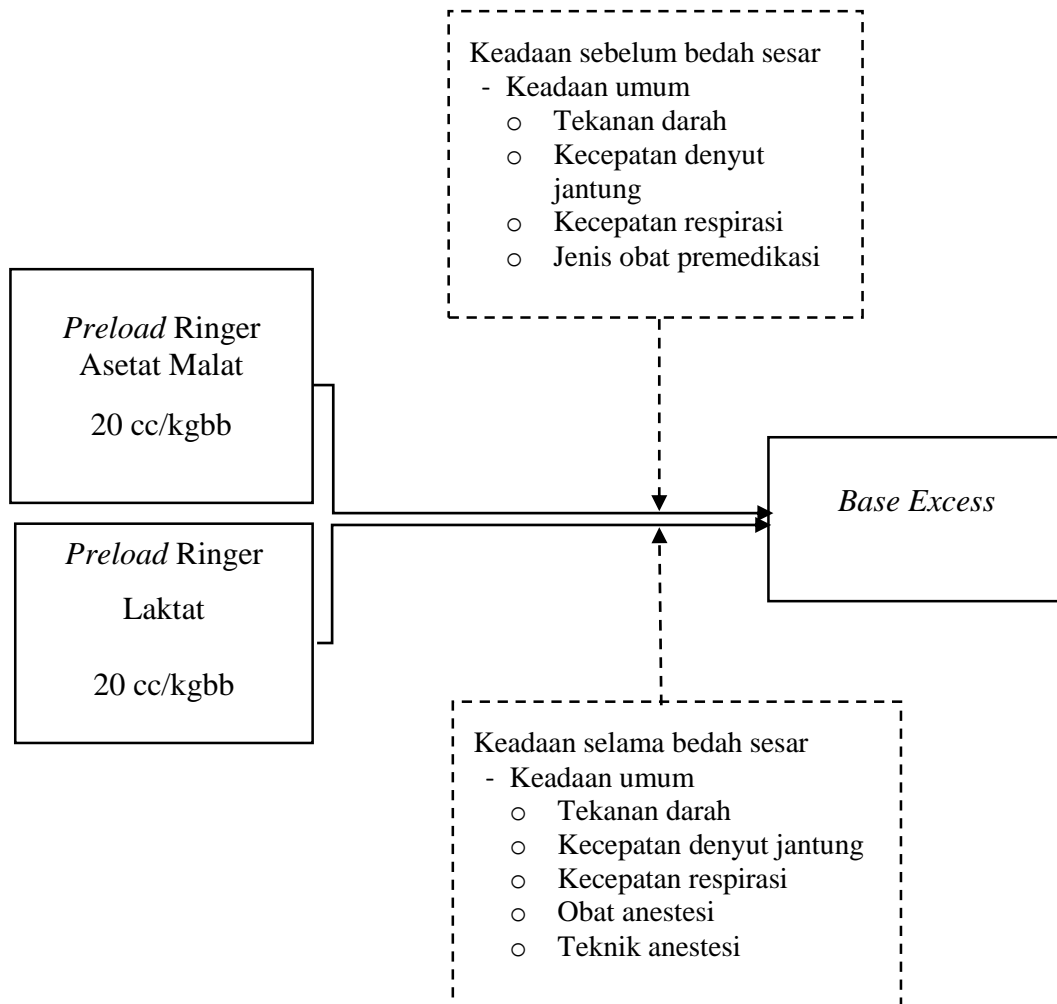 Keadaan sebelum bedah sesar
- Keadaan umum
o Tekanan darah
o Kecepatan denyut
jantung
o Kecepatan respirasi
o Jenis obat premedikasi
Preload Ringer
Asetat Malat
20 cc/kgbb
Preload Ringer
Laktat
20 cc/kgbb
Base Excess
Keadaan selama bedah sesar
- Keadaan umum
o Tekanan darah
o Kecepatan denyut jantung
o Kecepatan respirasi
o Obat anestesi
o Teknik anestesi